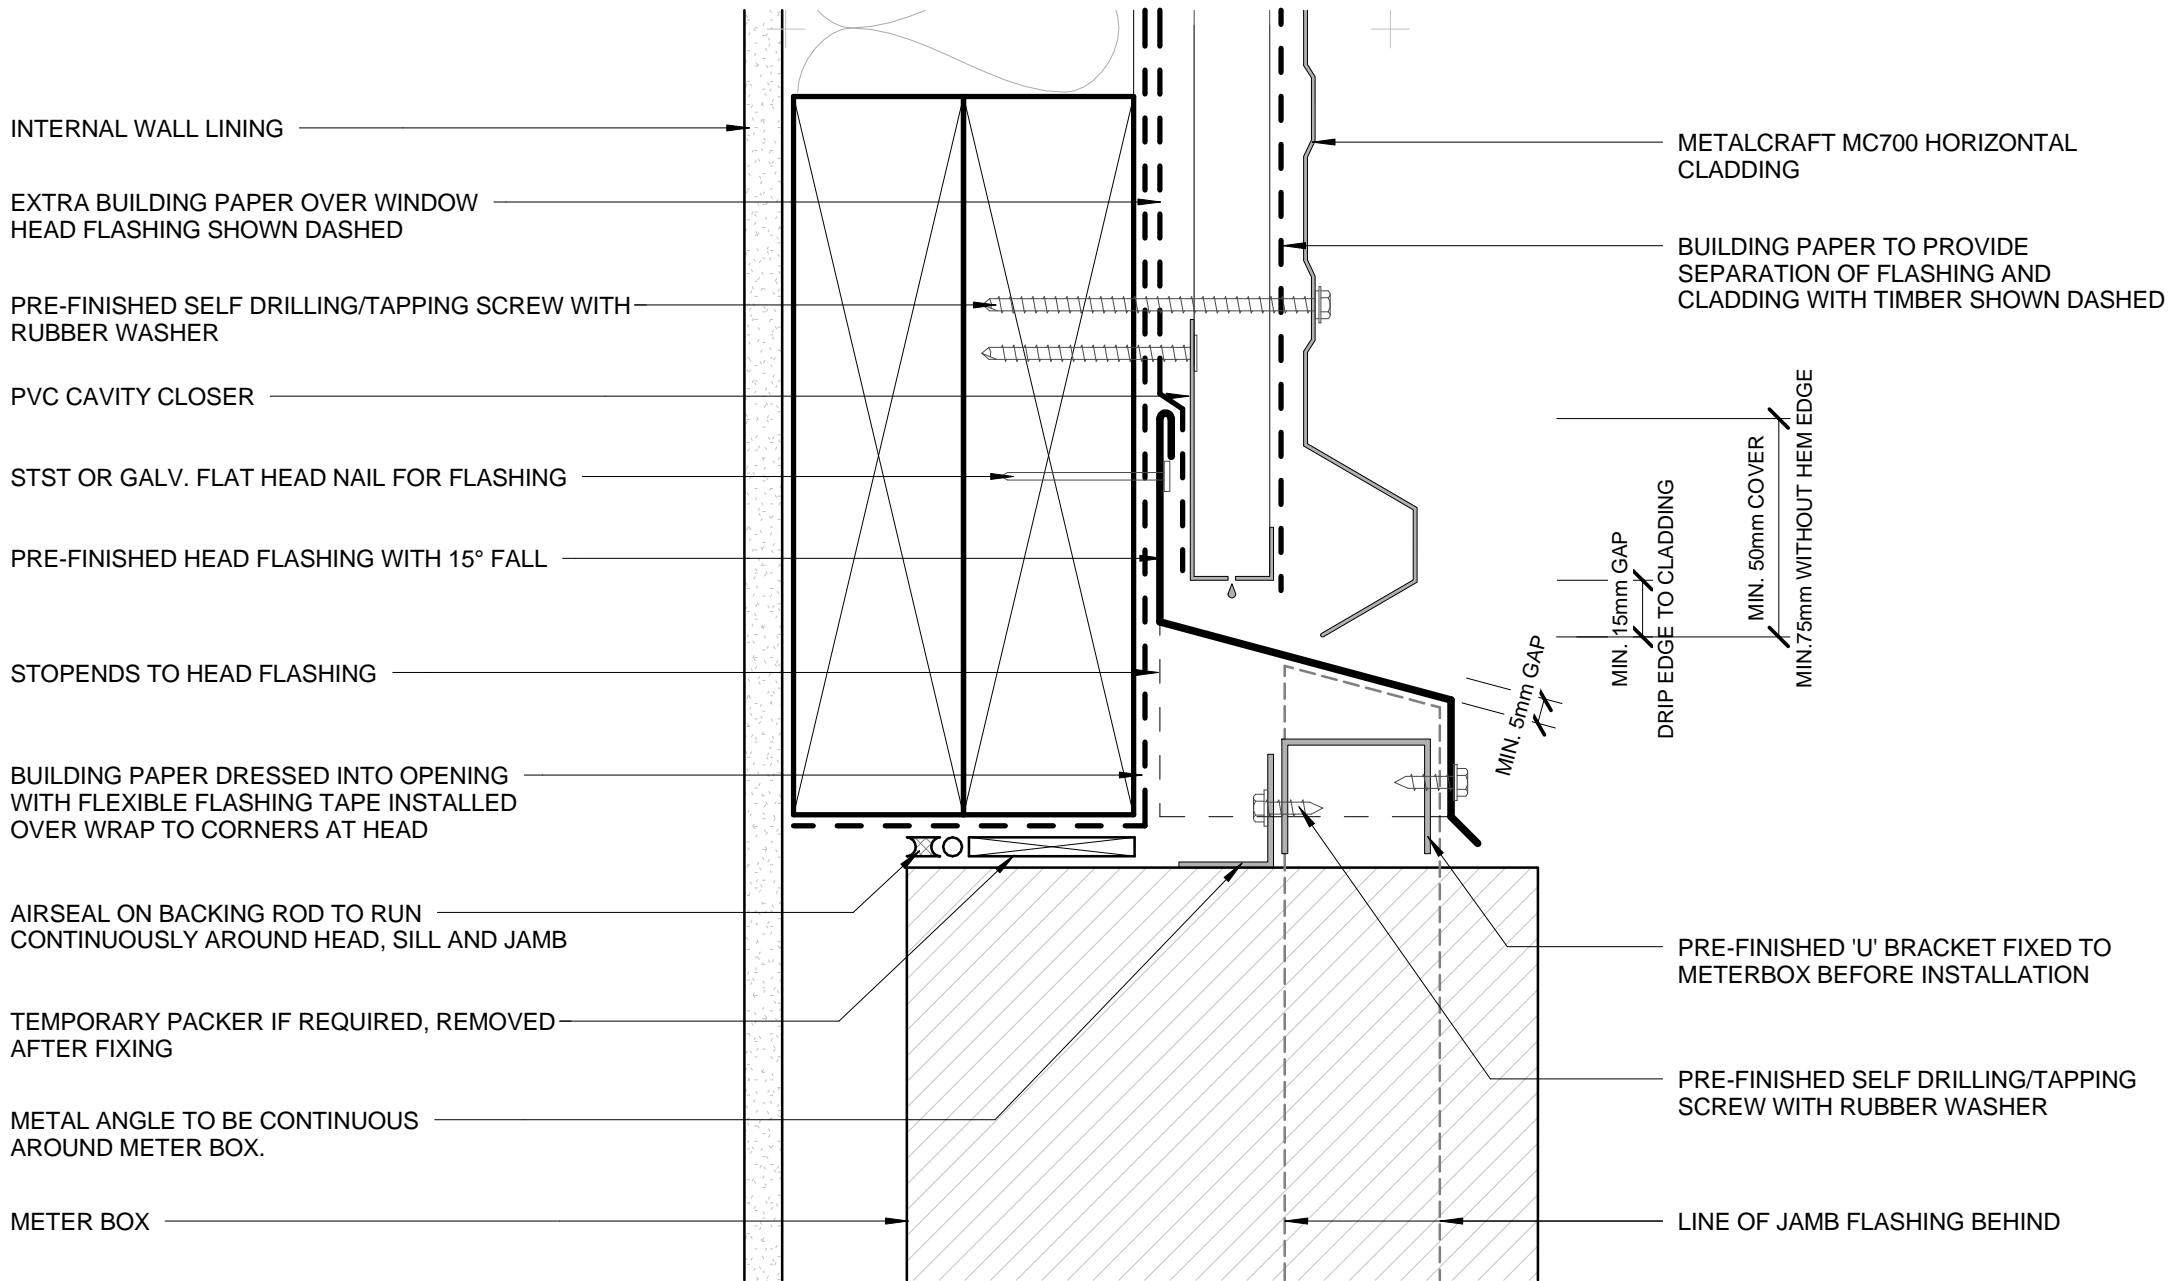 INTERNAL WALL LINING
EXTRA BUILDING PAPER OVER WINDOW
HEAD FLASHING SHOWN DASHED
PRE-FINISHED SELF DRILLING/TAPPING SCREW WITH
RUBBER WASHER
PVC CAVITY CLOSER
STST OR GALV. FLAT HEAD NAIL FOR FLASHING
PRE-FINISHED HEAD FLASHING WITH 15° FALL
STOPENDS TO HEAD FLASHING
BUILDING PAPER DRESSED INTO OPENING
WITH FLEXIBLE FLASHING TAPE INSTALLED
OVER WRAP TO CORNERS AT HEAD
AIRSEAL ON BACKING ROD TO RUN
CONTINUOUSLY AROUND HEAD, SILL AND JAMB
TEMPORARY PACKER IF REQUIRED, REMOVED
AFTER FIXING
METAL ANGLE TO BE CONTINUOUS
AROUND METER BOX.
METER BOX
METALCRAFT MC700 HORIZONTAL
CLADDING
BUILDING PAPER TO PROVIDE
SEPARATION OF FLASHING AND
CLADDING WITH TIMBER SHOWN DASHED
MIN. 5mm GAP
MIN. 15mm GAP
DRIP EDGE TO CLADDING
MIN. 50mm COVER
MIN.75mm WITHOUT HEM EDGE
PRE-FINISHED 'U' BRACKET FIXED TO
METERBOX BEFORE INSTALLATION
PRE-FINISHED SELF DRILLING/TAPPING
SCREW WITH RUBBER WASHER
LINE OF JAMB FLASHING BEHIND